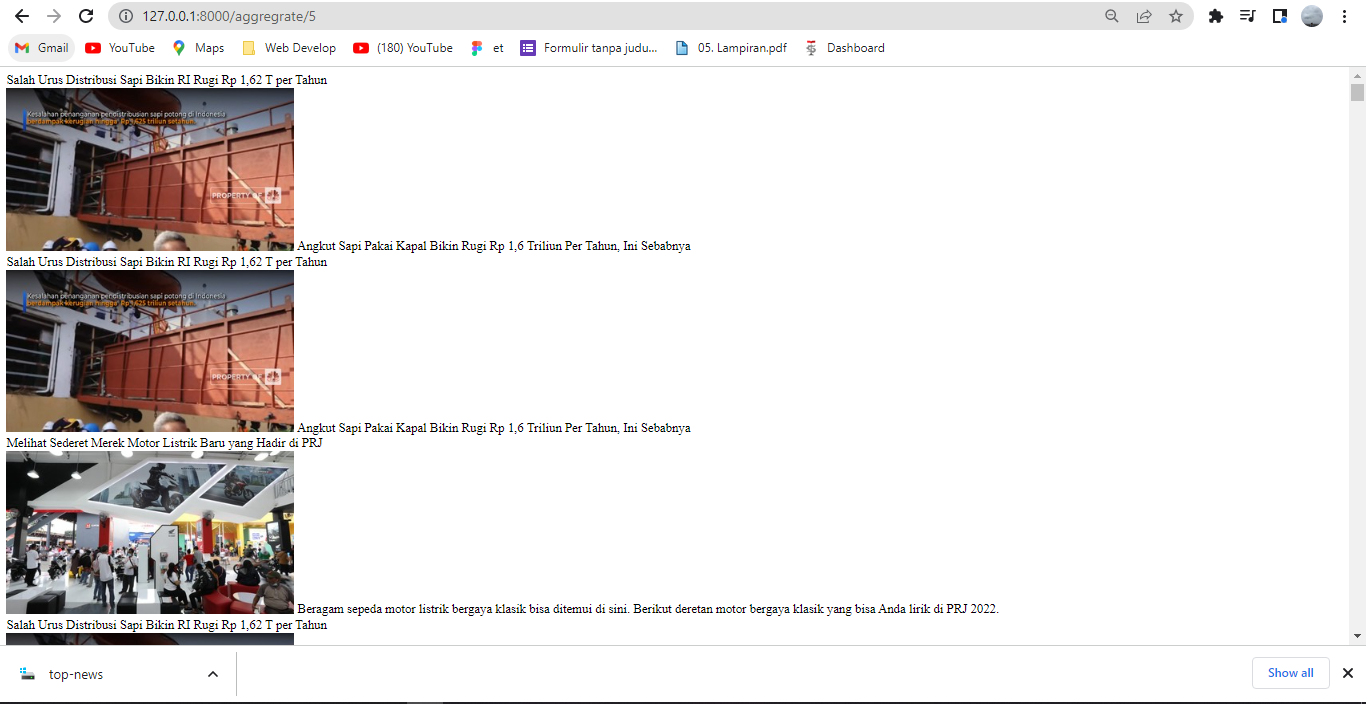 127.0.0.1:8000/aggregrate/5
Gmail YouTube Maps Web Develop (180) YouTube et Formulir tanpa judu... 05. Lampiran.pdf Dashboard
Salah Urus Distribusi Sapi Bikin RI Rugi Rp 1,62 T per Tahun
Kesalahan penanganan pendistribusian sapi potong di Indonesia
berdampak kerugian hingga Rp1,625 triliun setahun.
PROPERTY OF
Angkut Sapi Pakai Kapal Bikin Rugi Rp 1,6 Triliun Per Tahun, Ini Sebabnya
Salah Urus Distribusi Sapi Bikin RI Rugi Rp 1,62 T per Tahun
Kesalahan penanganan pendistribusian sapi potong di Indonesia
berdampak kerugian hingga Rp1,625 triliun setahun.
PROPERTY OF
Angkut Sapi Pakai Kapal Bikin Rugi Rp 1,6 Triliun Per Tahun, Ini Sebabnya
Melihat Sederet Merek Motor Listrik Baru yang Hadir di PRJ
Beragam sepeda motor listrik bergaya klasik bisa ditemui di sini. Berikut deretan motor bergaya klasik yang bisa Anda lirik di PRJ 2022.
Salah Urus Distribusi Sapi Bikin RI Rugi Rp 1,62 T per Tahun
top-news Show all